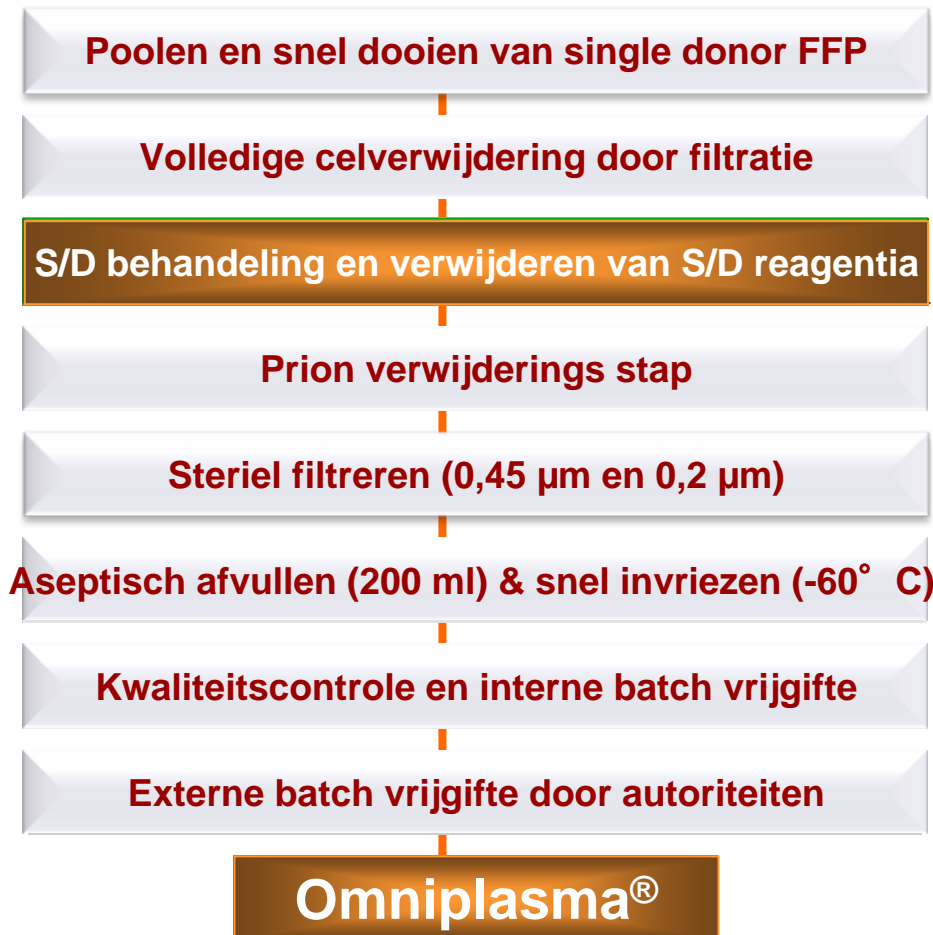 Poolen en snel dooien van single donor FFP
Volledige celverwijdering door filtratie
S/D behandeling en verwijderen van S/D reagentia
Prion verwijderings stap
Steriel filtreren (0,45 µm en 0,2 µm)
Aseptisch afvullen (200 ml) & snel invriezen (-60° C)
Kwaliteitscontrole en interne batch vrijgifte
Externe batch vrijgifte door autoriteiten
Omniplasma®